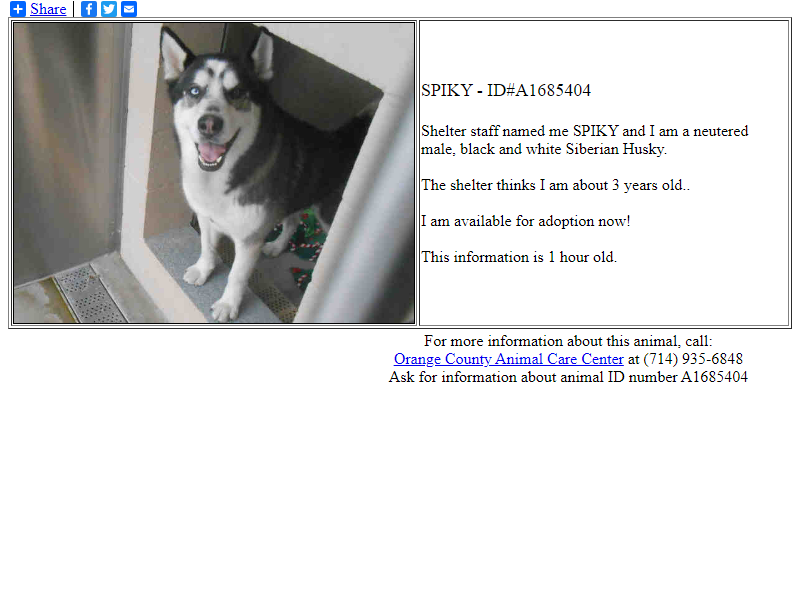 Share
SPIKY - ID#A1685404
Shelter staff named me SPIKY and I am a neutered
male, black and white Siberian Husky.
The shelter thinks I am about 3 years old..
I am available for adoption now!
This information is 1 hour old.
For more information about this animal, call:
Orange County Animal Care Center at (714) 935-6848
Ask for information about animal ID number A1685404